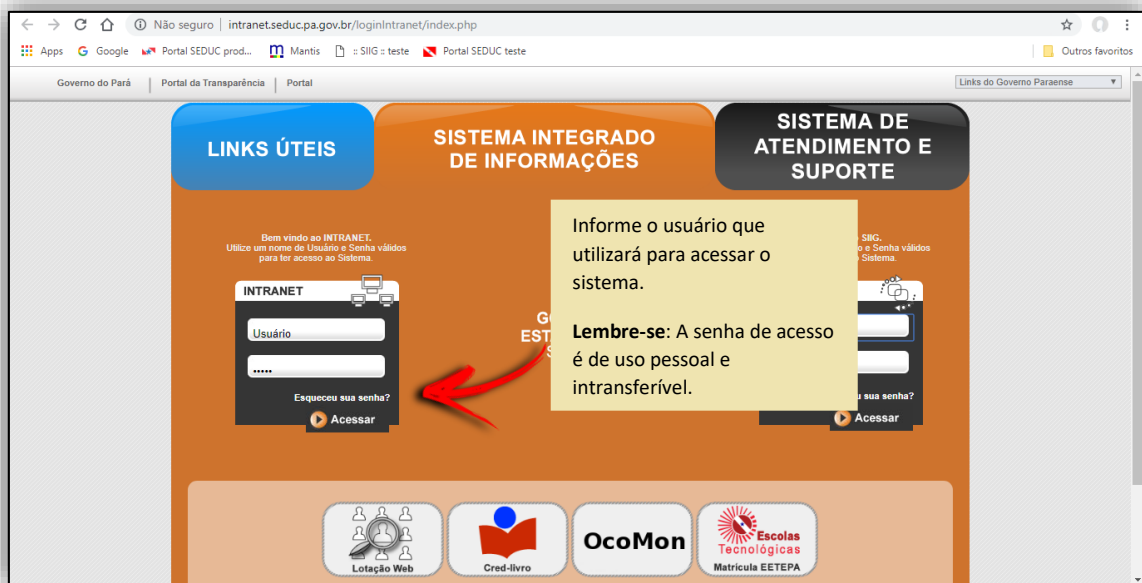 Não seguro | intranet.seduc.pa.gov.br/loginIntranet/index.php
Apps Google Portal SEDUC prod... Mantis :: SIIG :: teste Portal SEDUC teste Outros favoritos
Governo do Pará | Portal da Transparência | Portal Links do Governo Paraense
LINKS ÚTEIS
SISTEMA INTEGRADO
DE INFORMAÇÕES
SISTEMA DE
ATENDIMENTO E
SUPORTE
Bem vindo ao INTRANET.
Utilize um nome de Usuário e Senha válidos
para ter acesso ao Sistema.
INTRANET
Usuário
.....
Esqueceu sua senha?
Acessar
G
EST
S
Informe o usuário que
utilizará para acessar o
sistema.
Lembre-se: A senha de acesso
é de uso pessoal e
intransferível.
SIIG.
e Senha válidos
Sistema.
sua senha?
Acessar
Lotação Web
Cred-livro
OcoMon
Escolas
Tecnológicas
Matrícula EETEPA